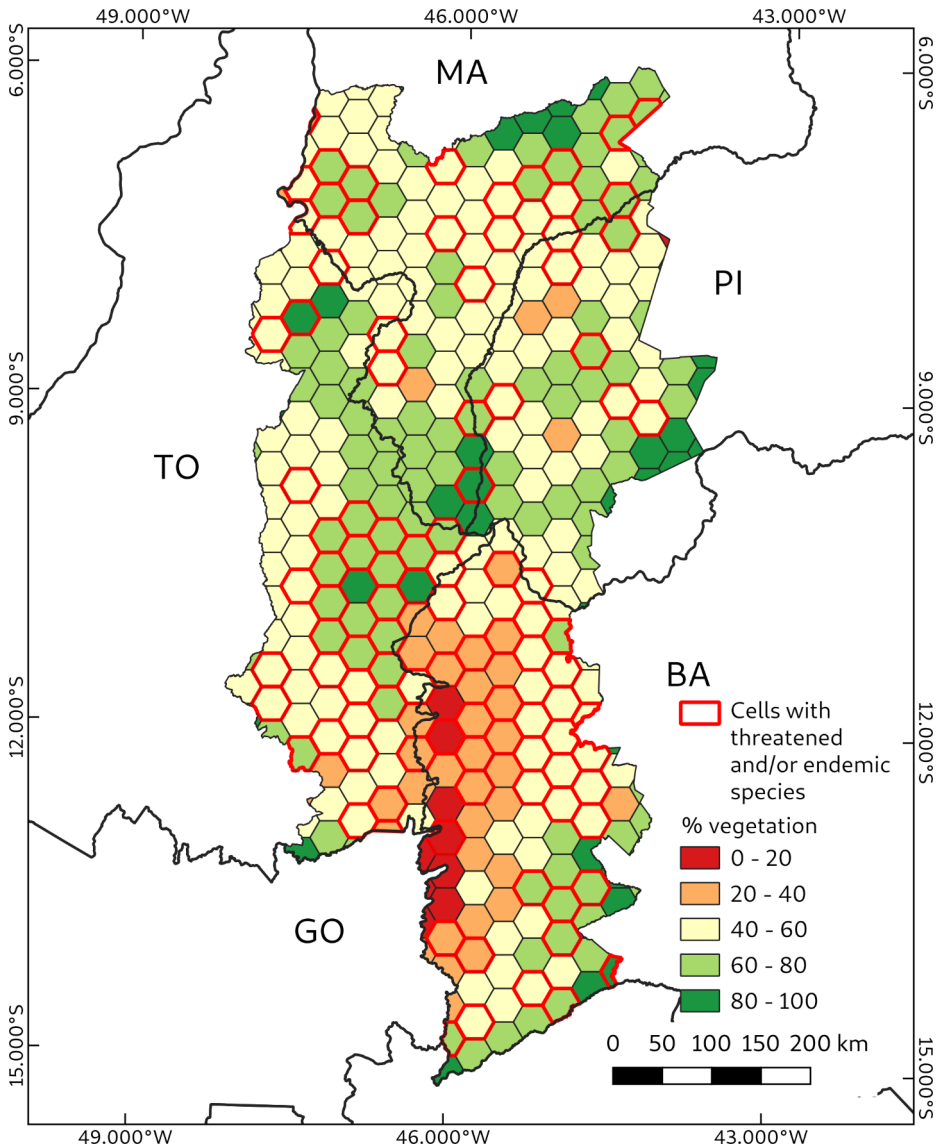 49.000°W 46.000°W 43.000°W
6.000°S
6.000°S
MA
PI
9.000°S
9.000°S
TO
BA
12.000°S
12.000°S
Cells with
threatened
and/or endemic
species
% vegetation
0 - 20
20 - 40
GO
40 - 60
60 - 80
80 - 100
0 50 100 150 200 km
15.000°S
15.000°S
49.000°W 46.000°W 43.000°W